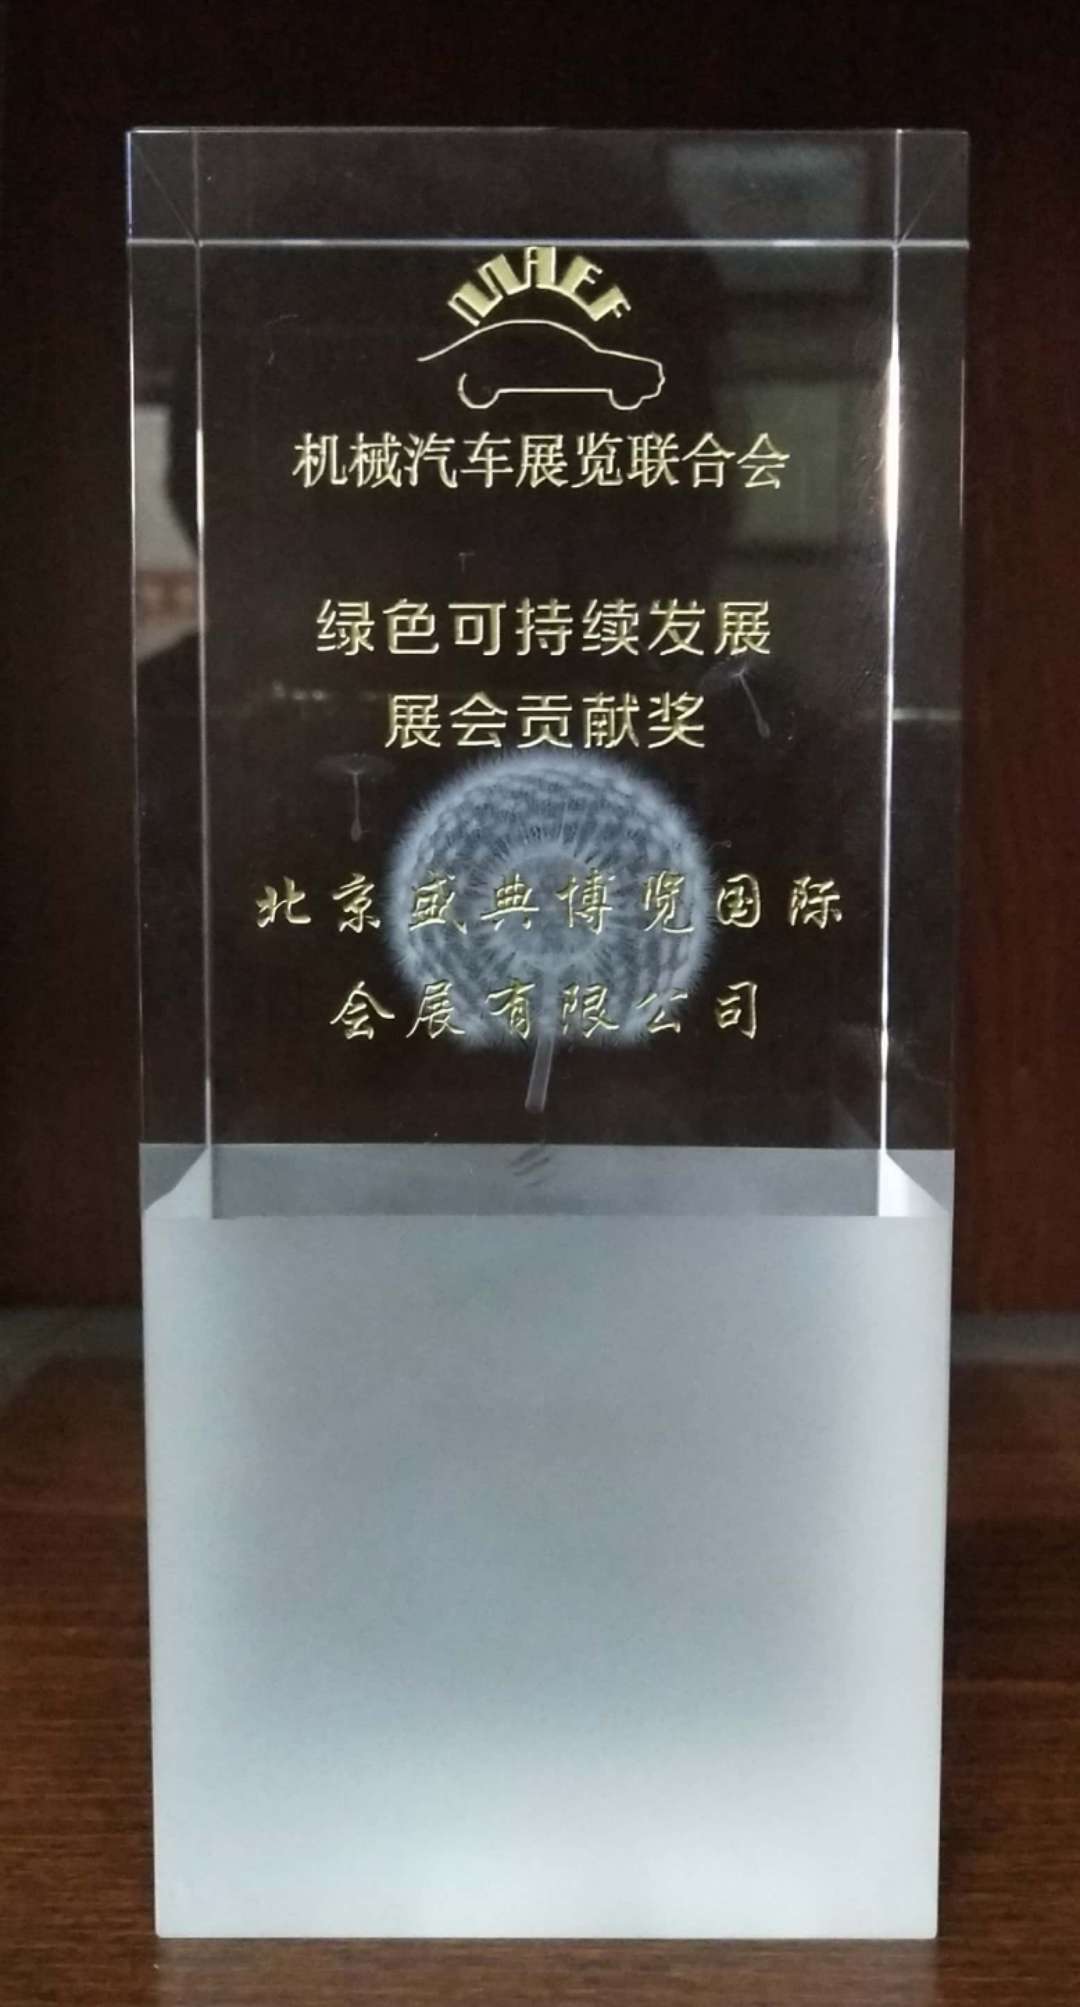 MAEF
机械汽车展览联合会
绿色可持续发展
展会贡献奖
北京盛典博览国际
会展有限公司